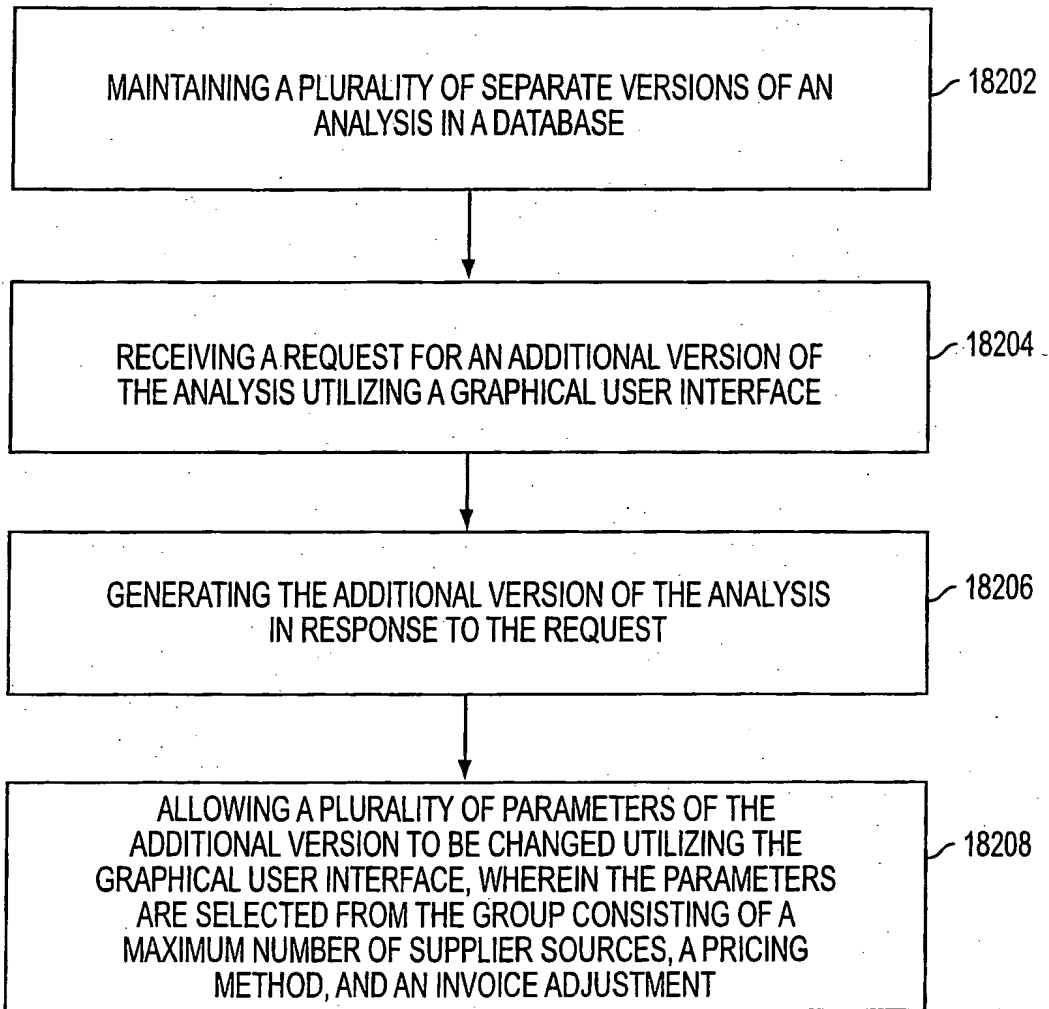 MAINTAINING A PLURALITY OF SEPARATE VERSIONS OF AN
ANALYSIS IN A DATABASE
18202
RECEIVING A REQUEST FOR AN ADDITIONAL VERSION OF
THE ANALYSIS UTILIZING A GRAPHICAL USER INTERFACE
18204
GENERATING THE ADDITIONAL VERSION OF THE ANALYSIS
IN RESPONSE TO THE REQUEST
18206
ALLOWING A PLURALITY OF PARAMETERS OF THE
ADDITIONAL VERSION TO BE CHANGED UTILIZING THE
GRAPHICAL USER INTERFACE, WHEREIN THE PARAMETERS
ARE SELECTED FROM THE GROUP CONSISTING OF A
MAXIMUM NUMBER OF SUPPLIER SOURCES, A PRICING
METHOD, AND AN INVOICE ADJUSTMENT
18208